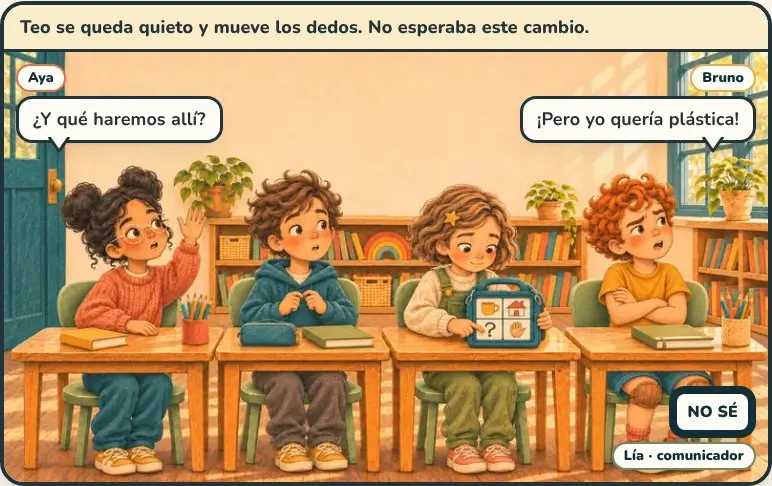 Teo se queda quieto y mueve los dedos. No esperaba este cambio.
Aya
¿Y qué haremos allí?
Bruno
¡Pero yo quería plástica!
?
NO SÉ
Lía · comunicador